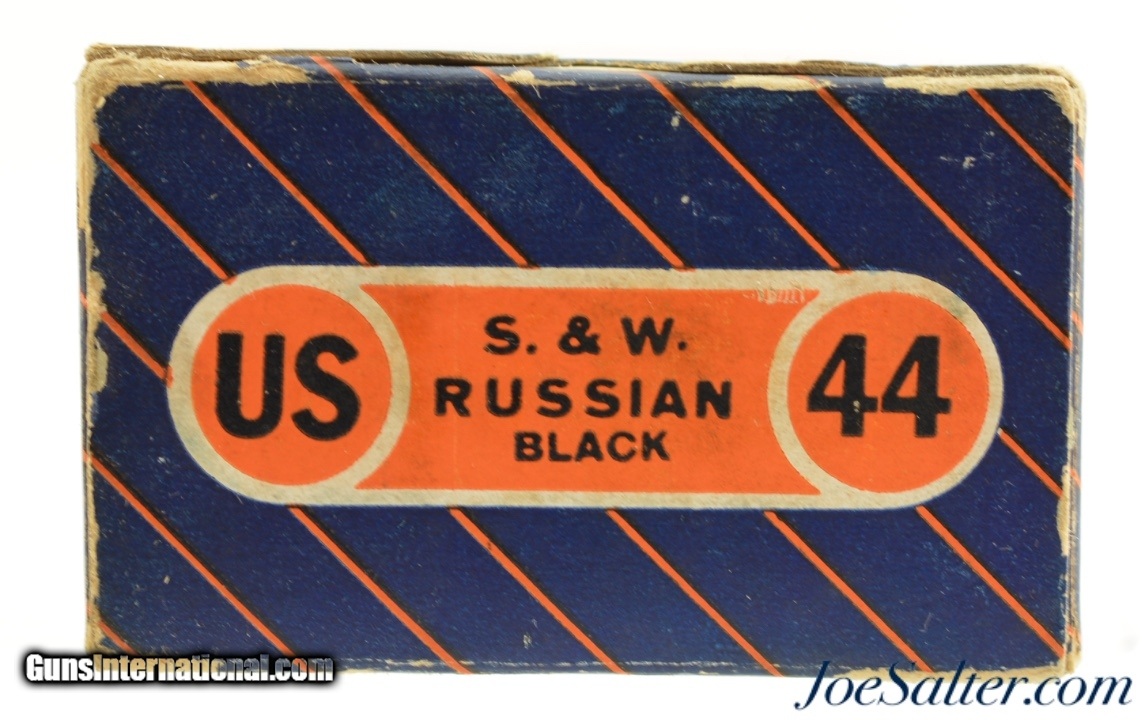 US
S. & W.
RUSSIAN
BLACK
44
GunsInternational.com
JoeSalter.com